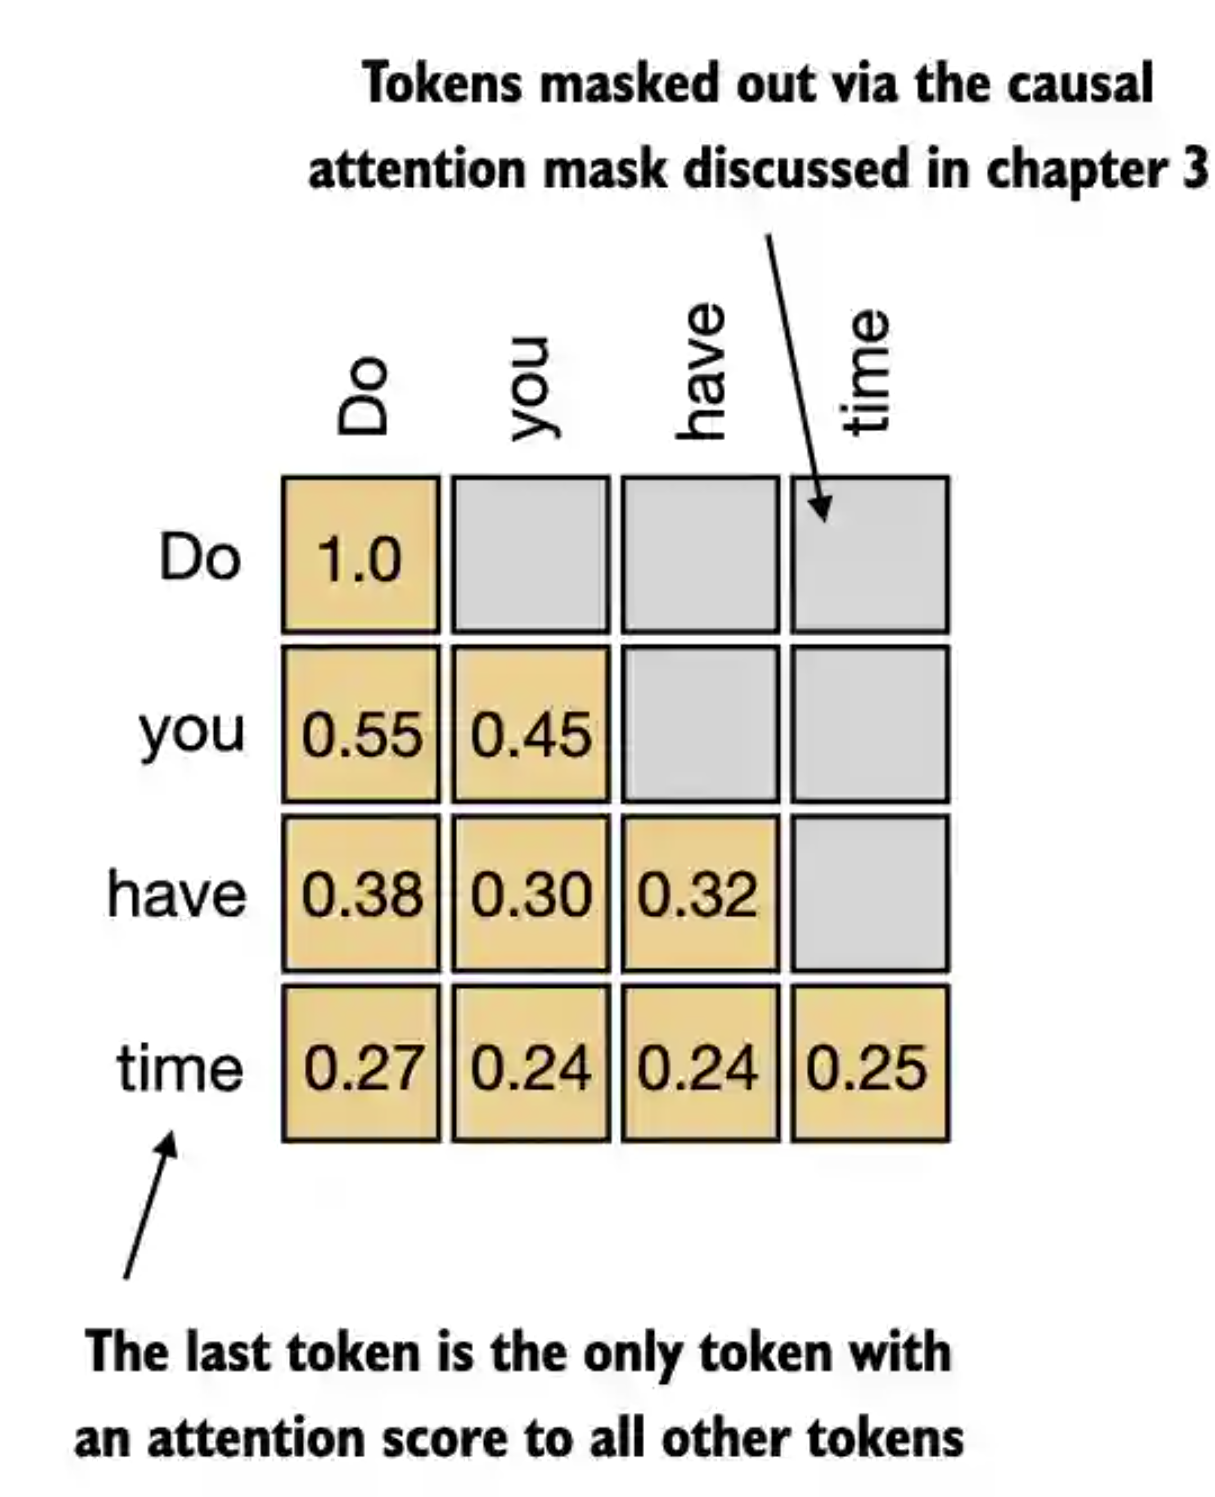 Tokens masked out via the causal
attention mask discussed in chapter 3
Do you have time
Do 1.0
you 0.55 0.45
have 0.38 0.30 0.32
time 0.27 0.24 0.24 0.25
The last token is the only token with
an attention score to all other tokens